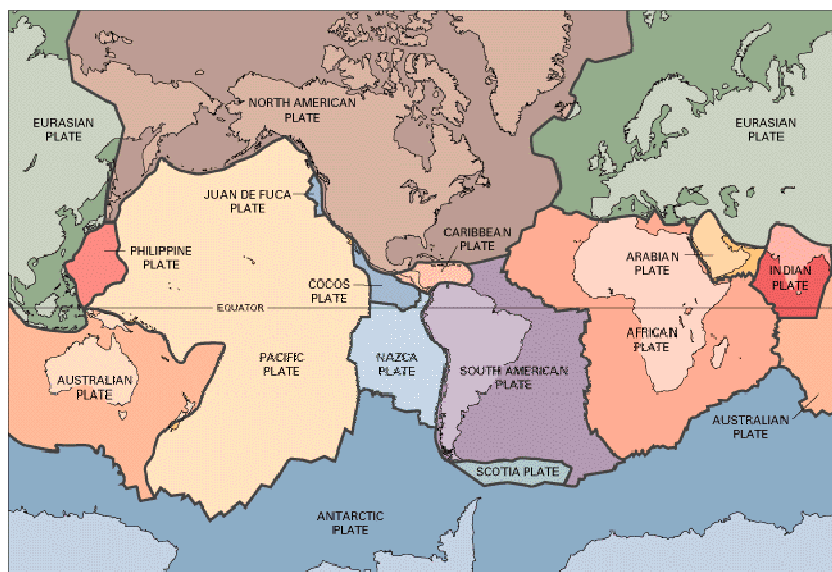 NORTH AMERICAN
PLATE
EURASIAN
PLATE
EURASIAN
PLATE
JUAN DE FUCA
PLATE
CARIBBEAN
PLATE
PHILIPPINE
PLATE
ARABIAN
PLATE
INDIAN
PLATE
COCOS
PLATE
EQUATOR
AFRICAN
PLATE
PACIFIC
PLATE
NAZCA
PLATE
SOUTH AMERICAN
PLATE
AUSTRALIAN
PLATE
AUSTRALIAN
PLATE
SCOTIA PLATE
ANTARCTIC
PLATE